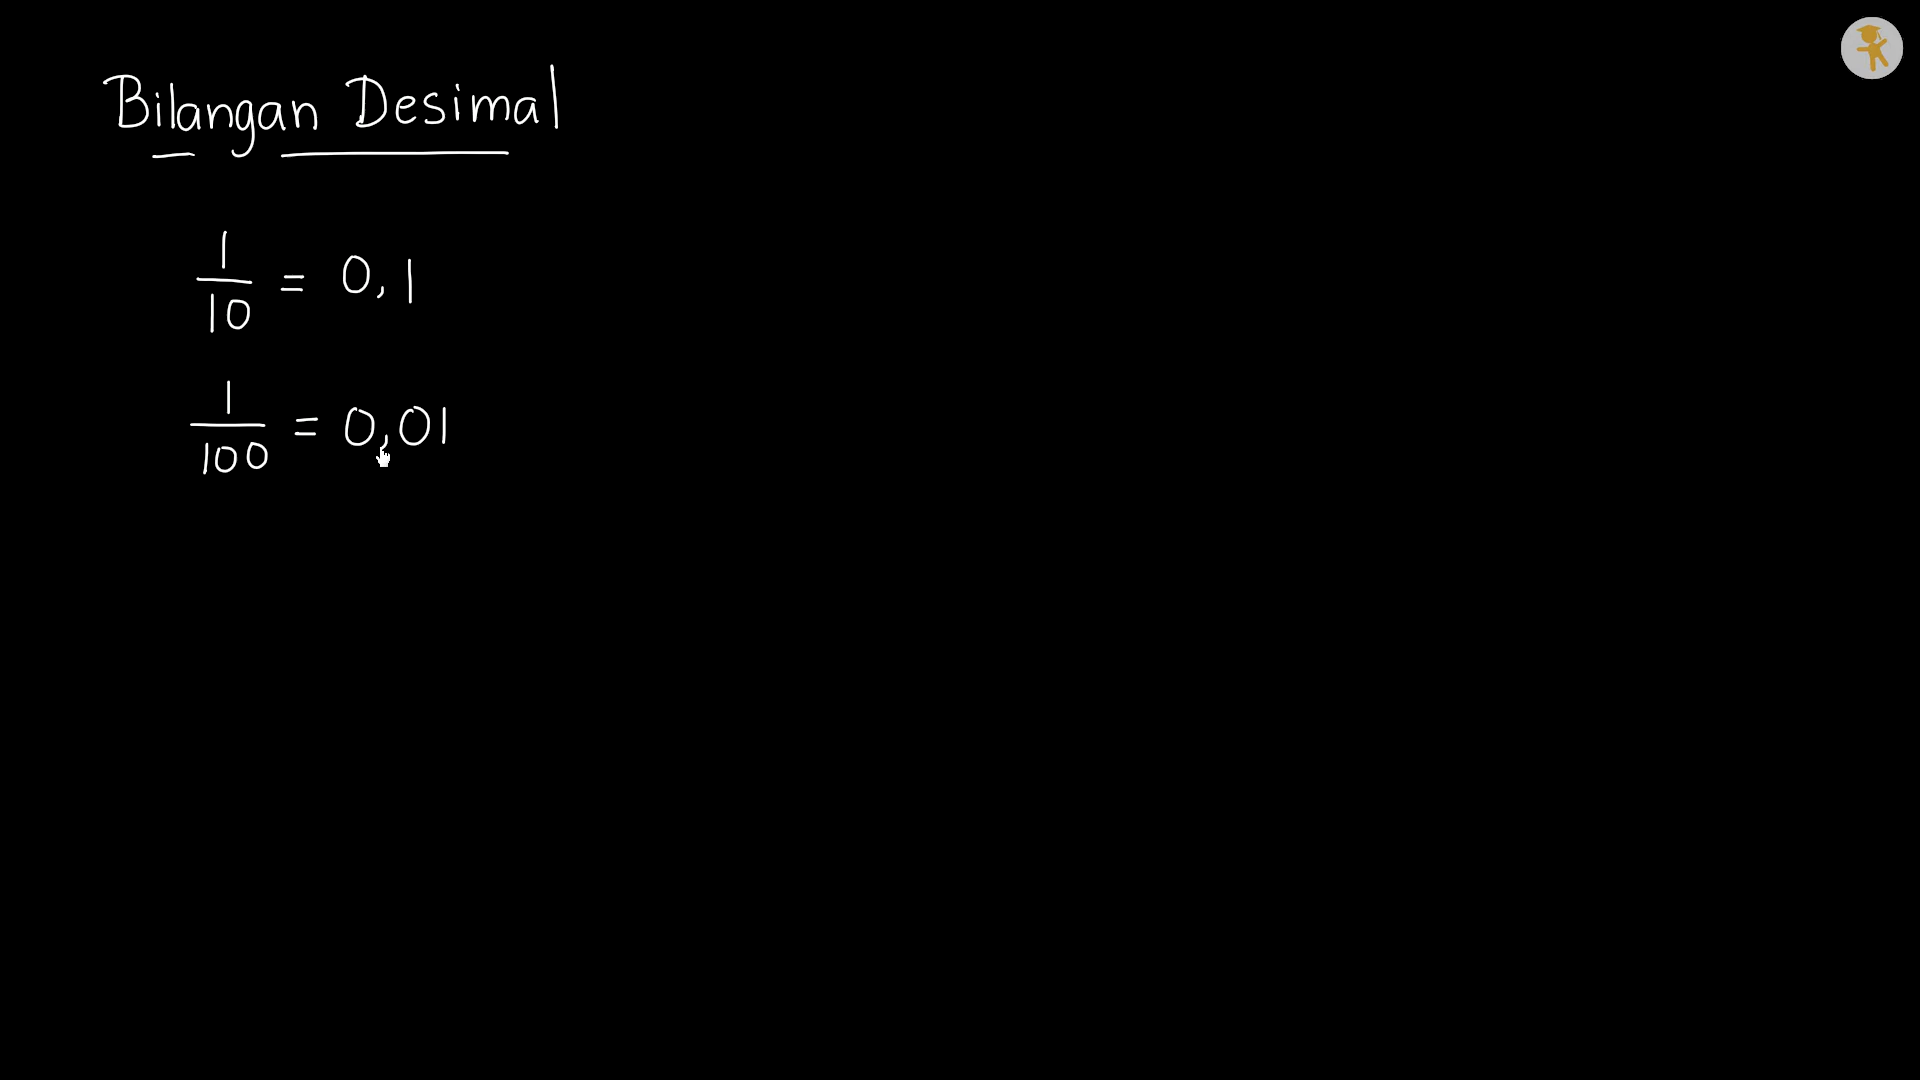 Bilangan Desimal
1/10 = 0,1
1/100 = 0,01